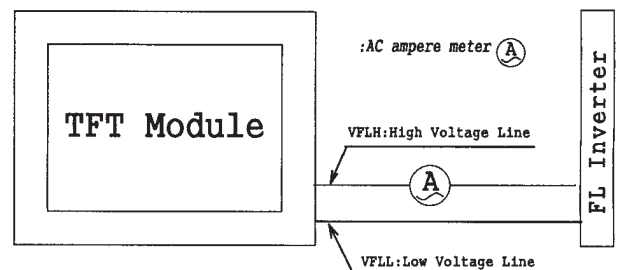 :AC ampere meter A
TFT Module
FL Inverter
VFLH:High Voltage Line
A
VFLL:Low Voltage Line